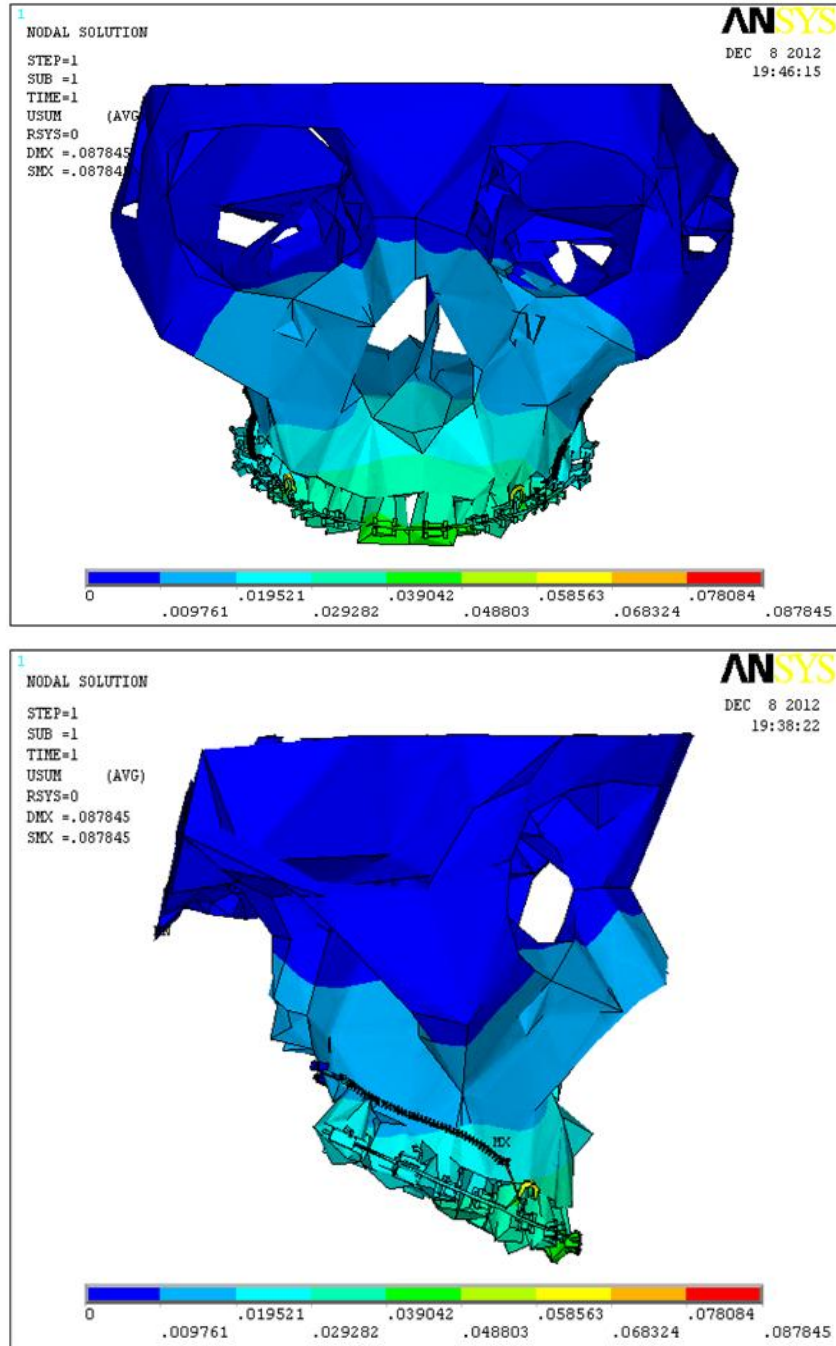 1
ANSYS
NODAL SOLUTION
DEC 8 2012
19:46:15
STEP=1
SUB =1
TIME=1
USUM (AVG
RSYS=0
DMX =.087845
SMX =.08784
0 .019521 .039042 .058563 .078084
.009761 .029282 .048803 .068324 .087845
1
ANSYS
NODAL SOLUTION
DEC 8 2012
19:38:22
STEP=1
SUB =1
TIME=1
USUM (AVG)
RSYS=0
DMX =.087845
SMX =.087845
MX
0 .019521 .039042 .058563 .078084
.009761 .029282 .048803 .068324 .087845